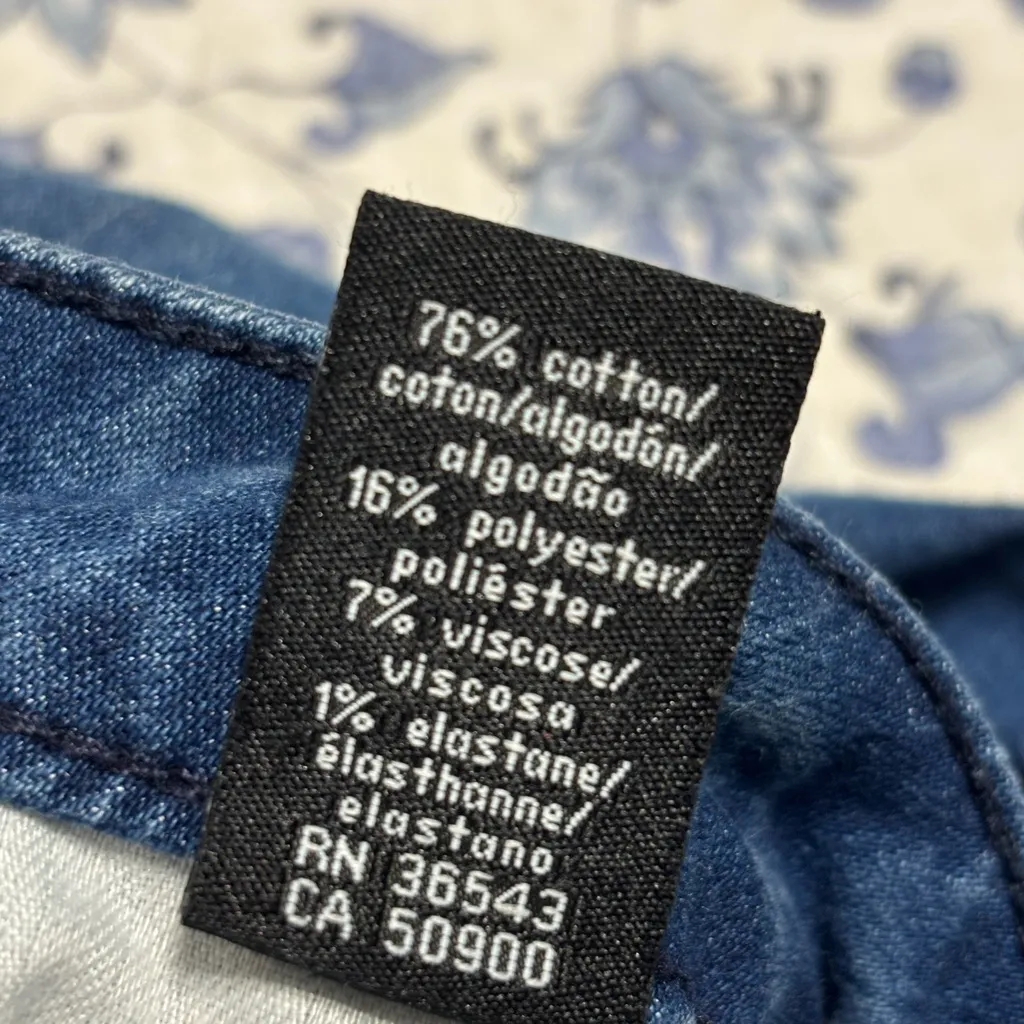 76% cotton/
coton/algodón/
algodão
16% polyester/
poliéster
7% viscose/
viscosa
1% elastane/
élasthanne/
elastano
RN 36543
CA 50900